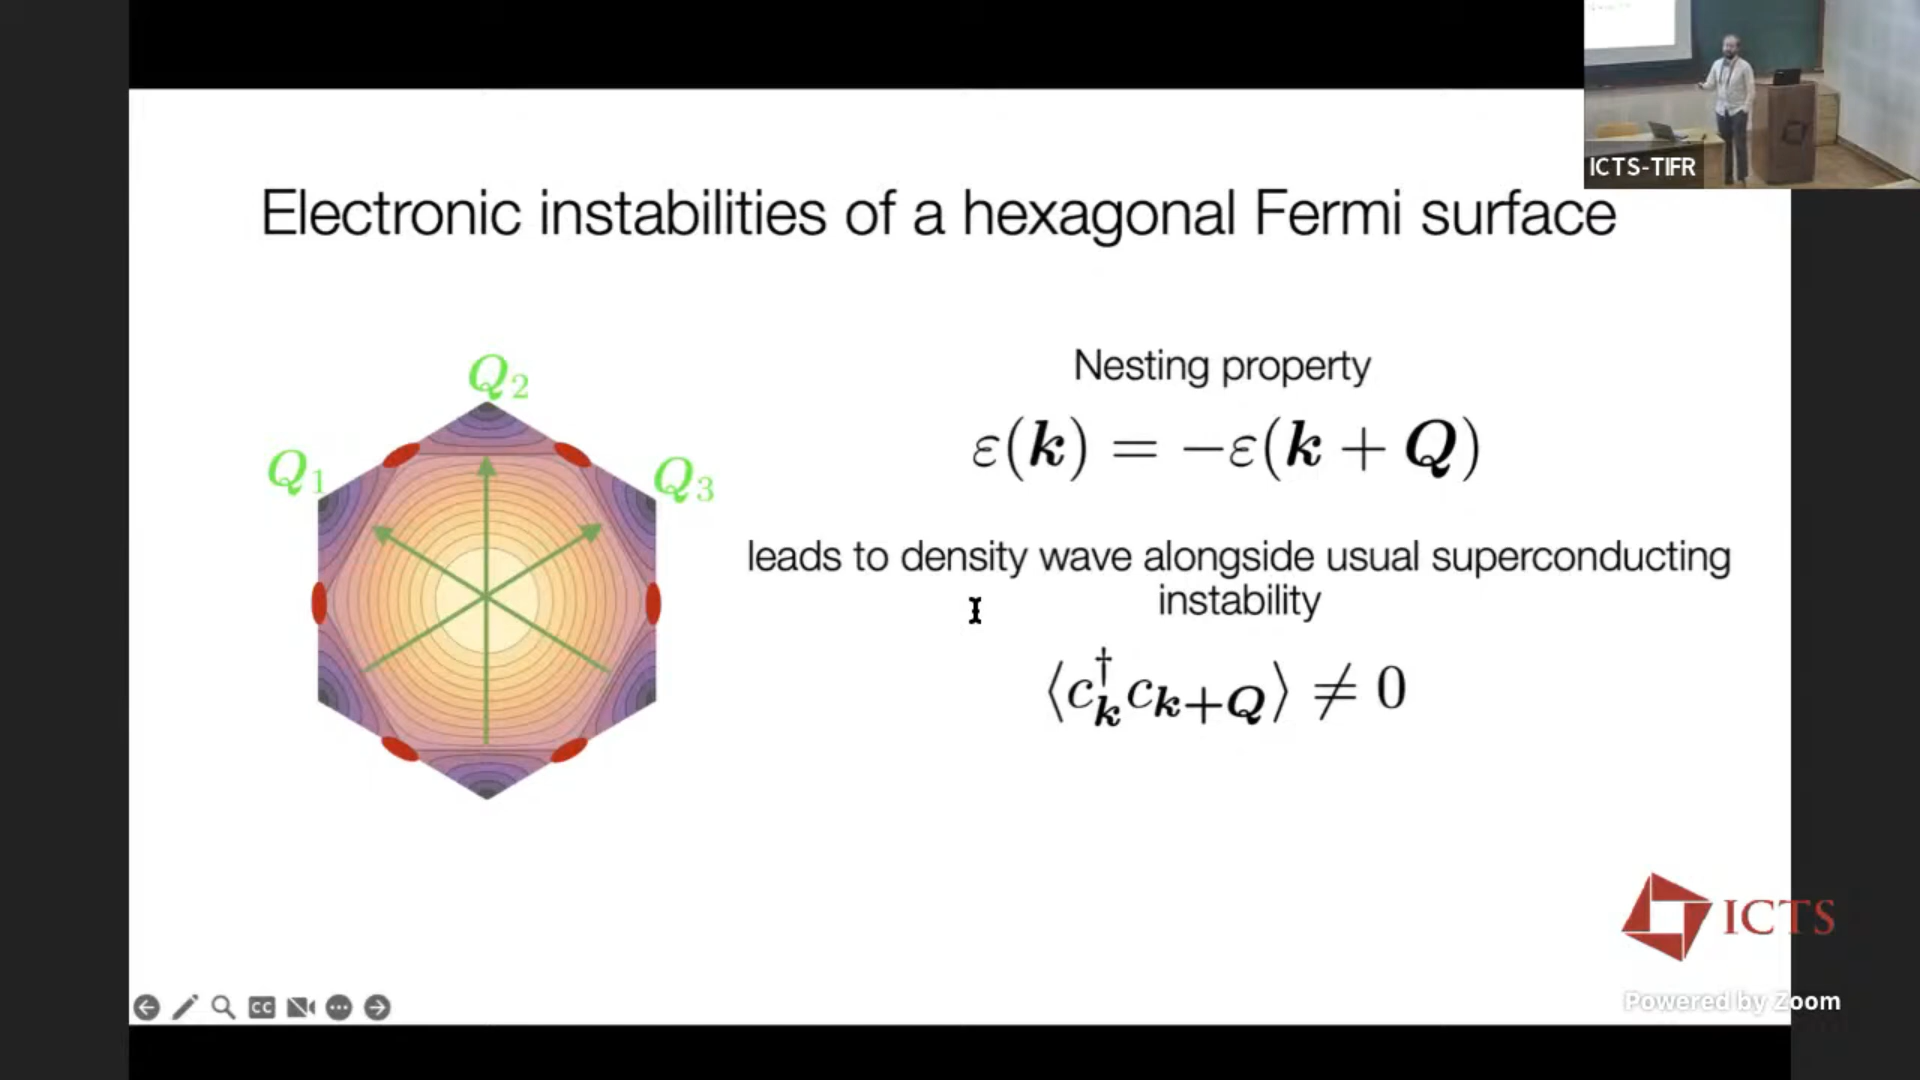 ICTS-TIFR
Electronic instabilities of a hexagonal Fermi surface
Q₂
Q₁
Q₃
Nesting property
ε(k) = −ε(k + Q)
leads to density wave alongside usual superconducting
instability
⟨c†ₖ cₖ₊Q⟩ ≠ 0
ICTS
CC
Powered by Zoom